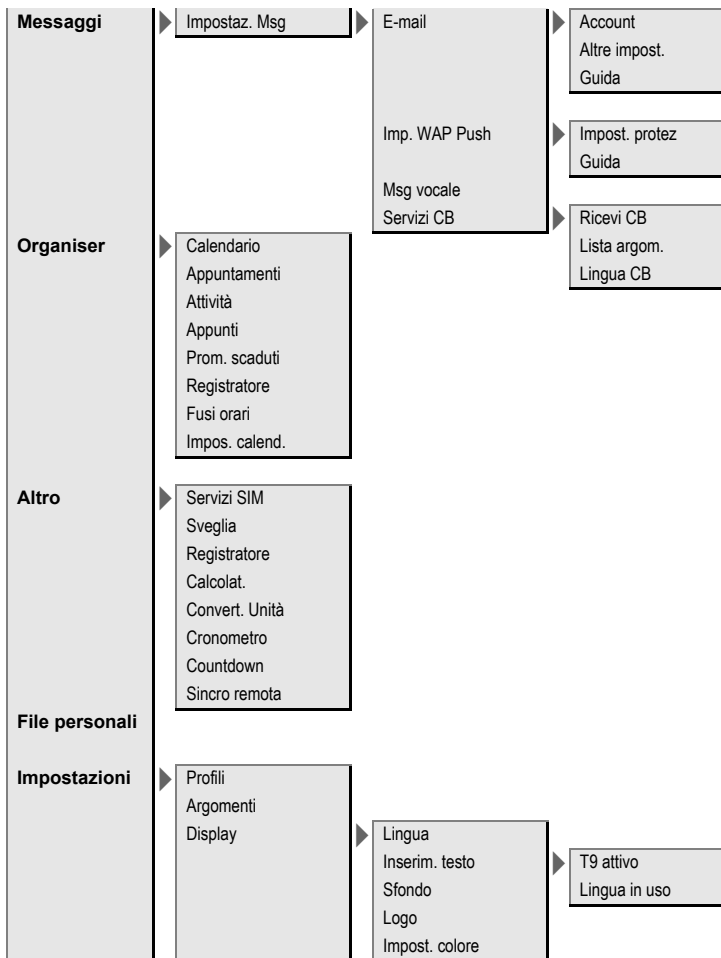 Messaggi
Impostaz. Msg
E-mail
Account
Altre impost.
Guida
Imp. WAP Push
Impost. protez
Guida
Msg vocale
Servizi CB
Ricevi CB
Lista argom.
Lingua CB
Organiser
Calendario
Appuntamenti
Attività
Appunti
Prom. scaduti
Registratore
Fusi orari
Impos. calend.
Altro
Servizi SIM
Sveglia
Registratore
Calcolat.
Convert. Unità
Cronometro
Countdown
Sincro remota
File personali
Impostazioni
Profili
Argomenti
Display
Lingua
Inserim. testo
T9 attivo
Lingua in uso
Sfondo
Logo
Impost. colore